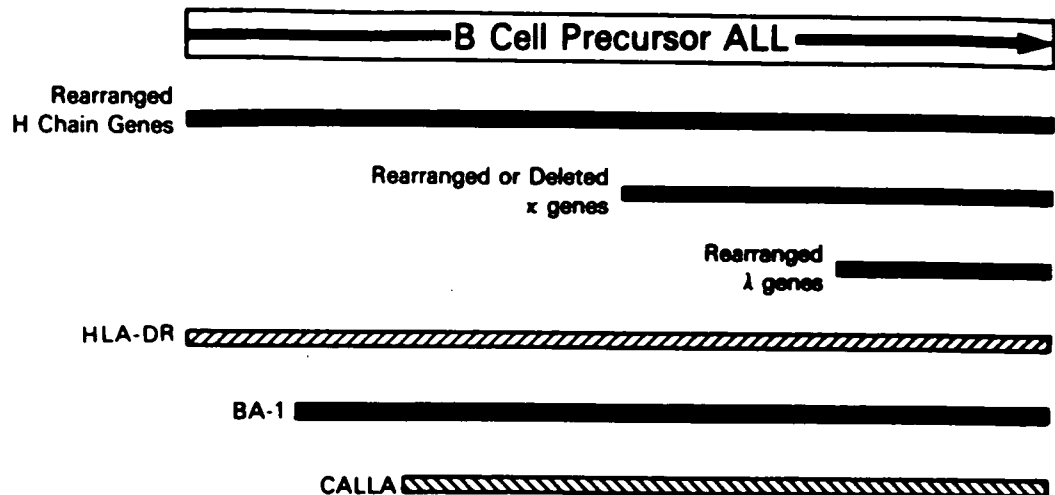 B Cell Precursor ALL
Rearranged
H Chain Genes
Rearranged or Deleted
κ genes
Rearranged
λ genes
HLA-DR
BA-1
CALLA